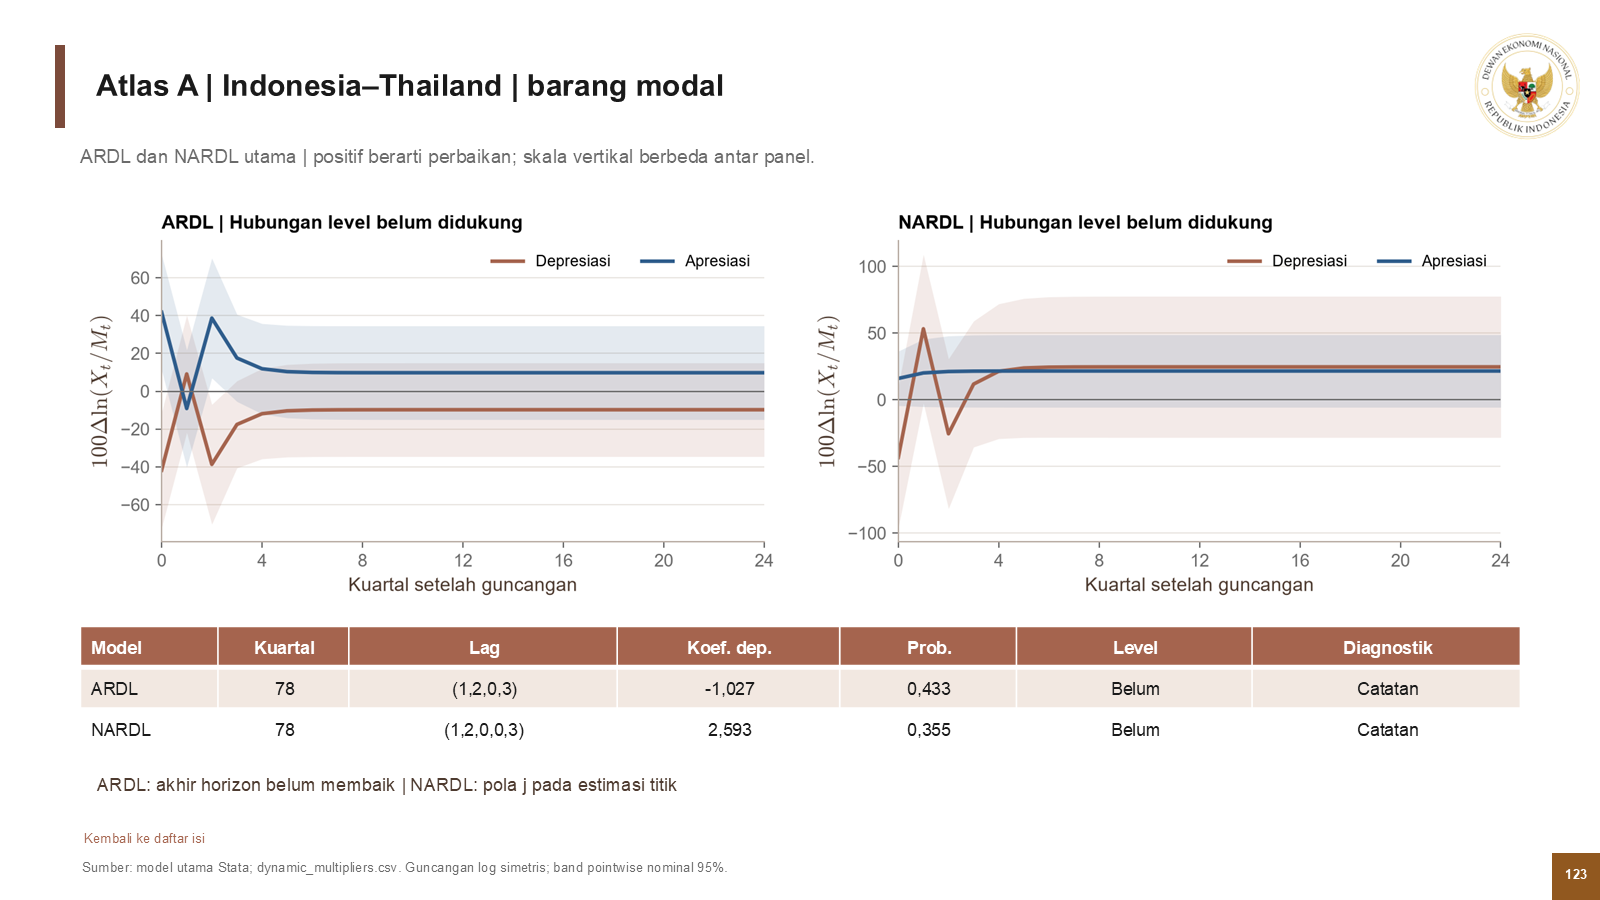 Atlas A | Indonesia–Thailand | barang modal
DEWAN EKONOMI NASIONAL
REPUBLIK INDONESIA
ARDL dan NARDL utama | positif berarti perbaikan; skala vertikal berbeda antar panel.
ARDL | Hubungan level belum didukung
Depresiasi
Apresiasi
100Δln(Xₜ/Mₜ)
60
40
20
0
−20
−40
−60
0 4 8 12 16 20 24
Kuartal setelah guncangan
NARDL | Hubungan level belum didukung
Depresiasi
Apresiasi
100Δln(Xₜ/Mₜ)
100
50
0
−50
−100
0 4 8 12 16 20 24
Kuartal setelah guncangan
Model Kuartal Lag Koef. dep. Prob. Level Diagnostik
ARDL 78 (1,2,0,3) -1,027 0,433 Belum Catatan
NARDL 78 (1,2,0,0,3) 2,593 0,355 Belum Catatan
ARDL: akhir horizon belum membaik | NARDL: pola j pada estimasi titik
Kembali ke daftar isi
Sumber: model utama Stata; dynamic_multipliers.csv. Guncangan log simetris; band pointwise nominal 95%.
123